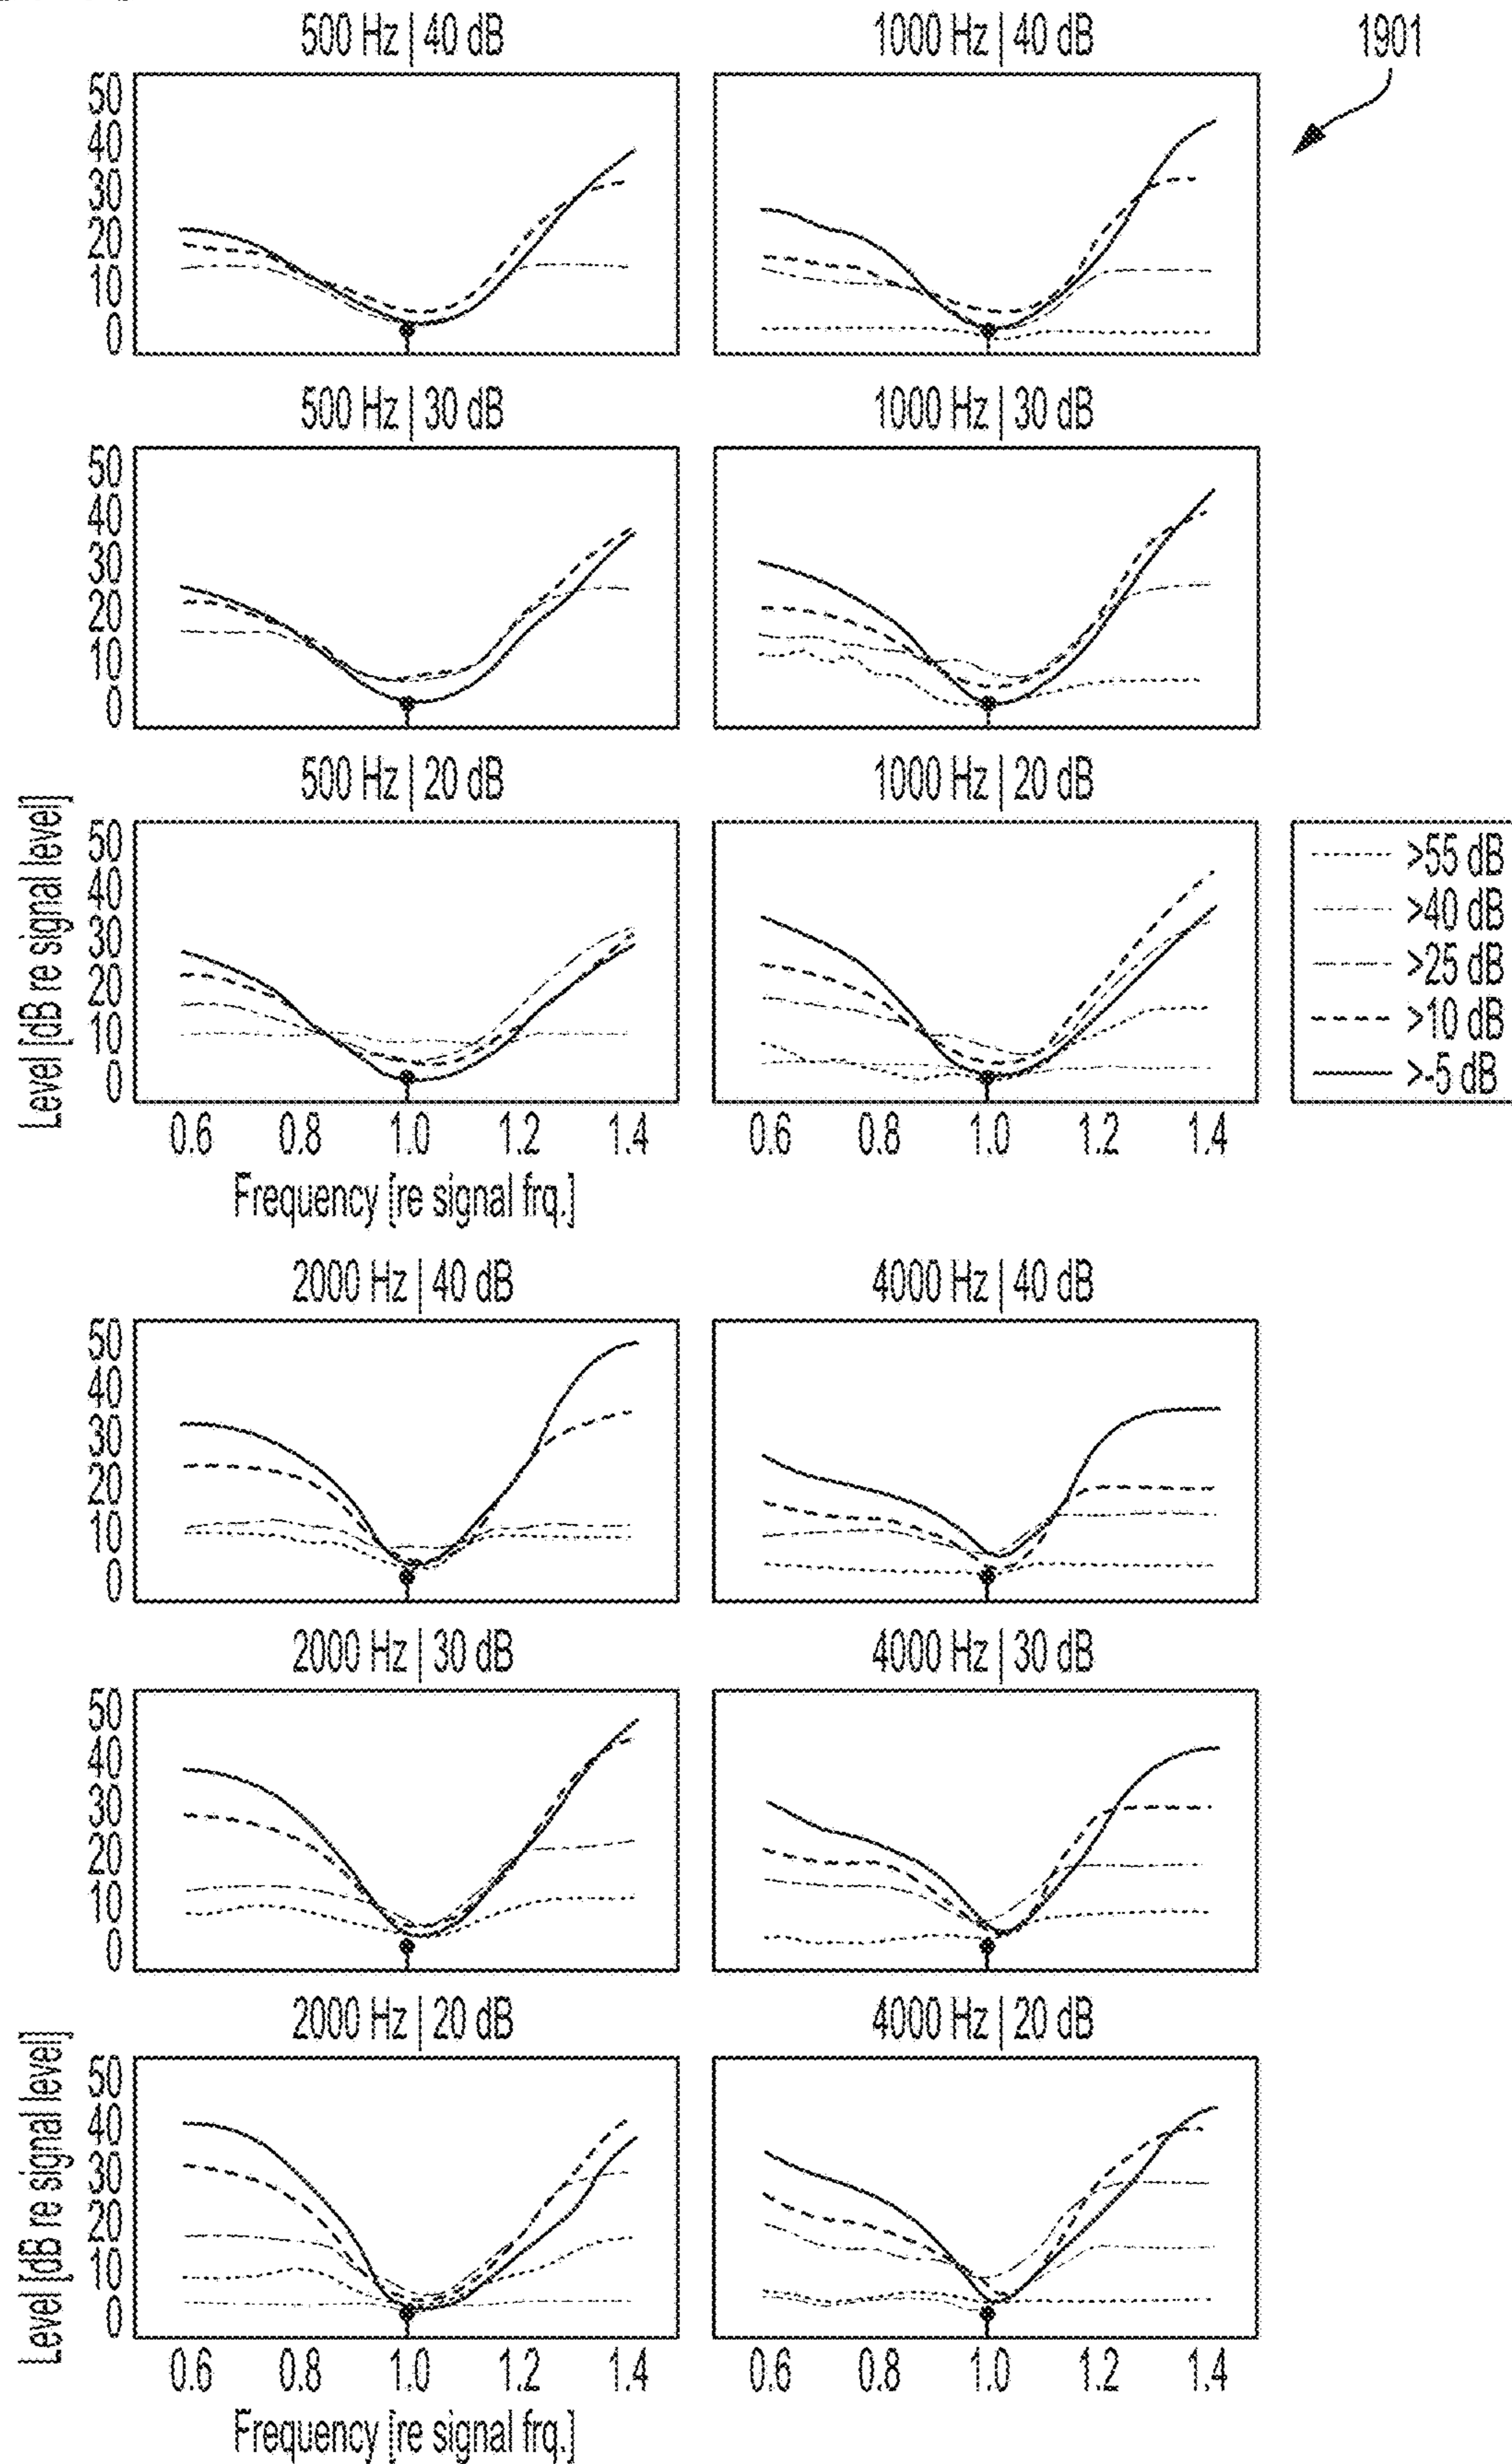 500 Hz | 40 dB
1000 Hz | 40 dB
1901
50
40
30
20
10
0
500 Hz | 30 dB
1000 Hz | 30 dB
50
40
30
20
10
0
500 Hz | 20 dB
1000 Hz | 20 dB
Level [dB re signal level]
50
40
30
20
10
0
>55 dB
>40 dB
>25 dB
>10 dB
>-5 dB
0.6 0.8 1.0 1.2 1.4
0.6 0.8 1.0 1.2 1.4
Frequency [re signal frq.]
2000 Hz | 40 dB
4000 Hz | 40 dB
50
40
30
20
10
0
2000 Hz | 30 dB
4000 Hz | 30 dB
50
40
30
20
10
0
2000 Hz | 20 dB
4000 Hz | 20 dB
Level [dB re signal level]
50
40
30
20
10
0
0.6 0.8 1.0 1.2 1.4
0.6 0.8 1.0 1.2 1.4
Frequency [re signal frq.]